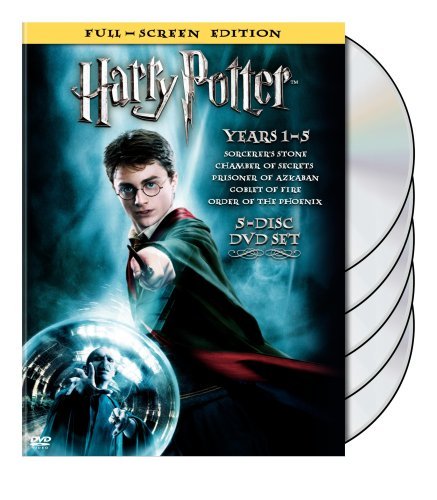 FULL-SCREEN EDITION
Harry Potter™
YEARS 1-5
SORCERER'S STONE
CHAMBER OF SECRETS
PRISONER OF AZKABAN
GOBLET OF FIRE
ORDER OF THE PHOENIX
5-DISC
DVD SET
DVD
VIDEO